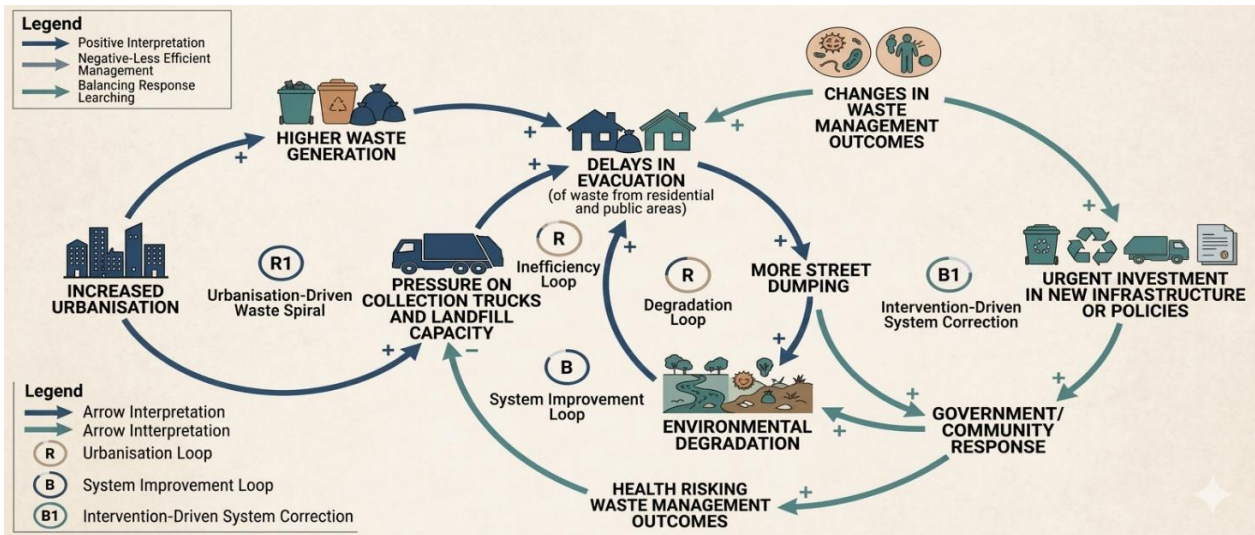 Legend
Positive Interpretation
Negative-Less Efficient
Management
Balancing Response
Learching
HIGHER WASTE
GENERATION
+
+
+
DELAYS IN
EVACUATION
(of waste from residential
and public areas)
CHANGES IN
WASTE
MANAGEMENT
OUTCOMES
+
+
INCREASED
URBANISATION
R1
Urbanisation-Driven
Waste Spiral
+
PRESSURE ON
COLLECTION TRUCKS
AND LANDFILL
CAPACITY
−
R
Inefficiency
Loop
+
R
Degradation
Loop
+
MORE STREET
DUMPING
+
B1
Intervention-Driven
System Correction
URGENT INVESTMENT
IN NEW INFRASTRUCTURE
OR POLICIES
+
B
System Improvement
Loop
ENVIRONMENTAL
DEGRADATION
+
+
GOVERNMENT/
COMMUNITY
RESPONSE
+
HEALTH RISKING
WASTE MANAGEMENT
OUTCOMES
Legend
Arrow Interpretation
Arrow Intterpretation
R Urbanisation Loop
B System Improvement Loop
B1 Intervention-Driven System Correction